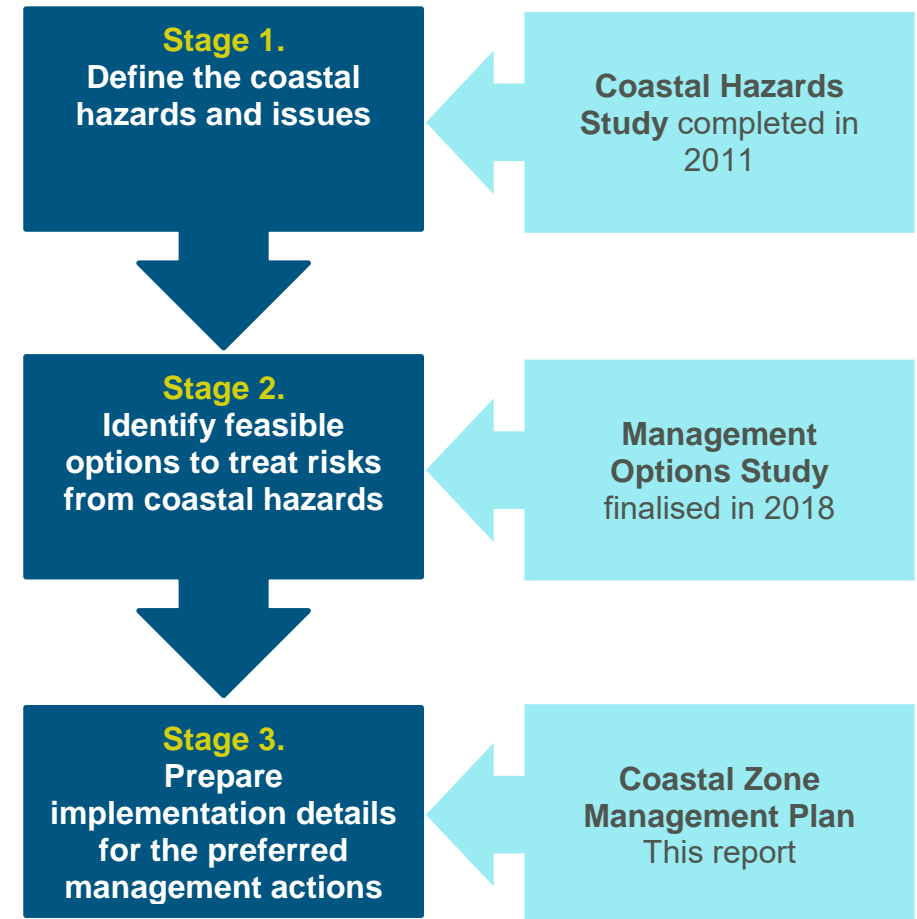 Stage 1.
Define the coastal
hazards and issues
Coastal Hazards
Study completed in
2011
Stage 2.
Identify feasible
options to treat risks
from coastal hazards
Management
Options Study
finalised in 2018
Stage 3.
Prepare
implementation details
for the preferred
management actions
Coastal Zone
Management Plan
This report